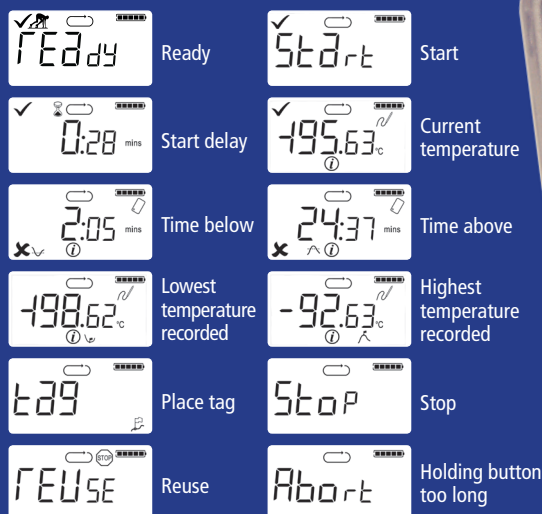 rEAdy
Ready
StArt
Start
0:28 mins
Start delay
-195.63 °C
i
Current
temperature
2:05 mins
i
Time below
24:37 mins
i
Time above
-198.62 °C
i
Lowest
temperature
recorded
-92.63 °C
i
Highest
temperature
recorded
tag
Place tag
StoP
Stop
STOP
rEUSE
Reuse
Abort
Holding button
too long